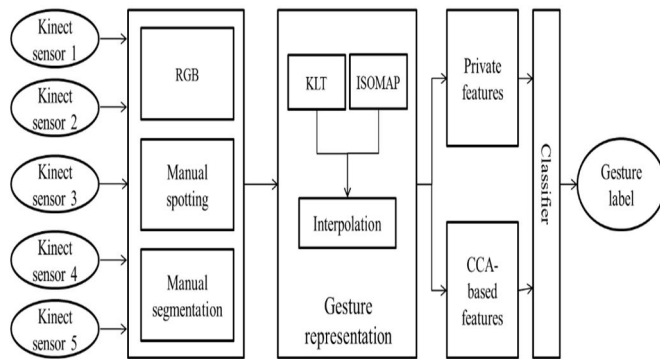 Kinect
sensor 1
Kinect
sensor 2
Kinect
sensor 3
Kinect
sensor 4
Kinect
sensor 5
RGB
Manual
spotting
Manual
segmentation
KLT
ISOMAP
Interpolation
Gesture
representation
Private
features
CCA-
based
features
Classifier
Gesture
label